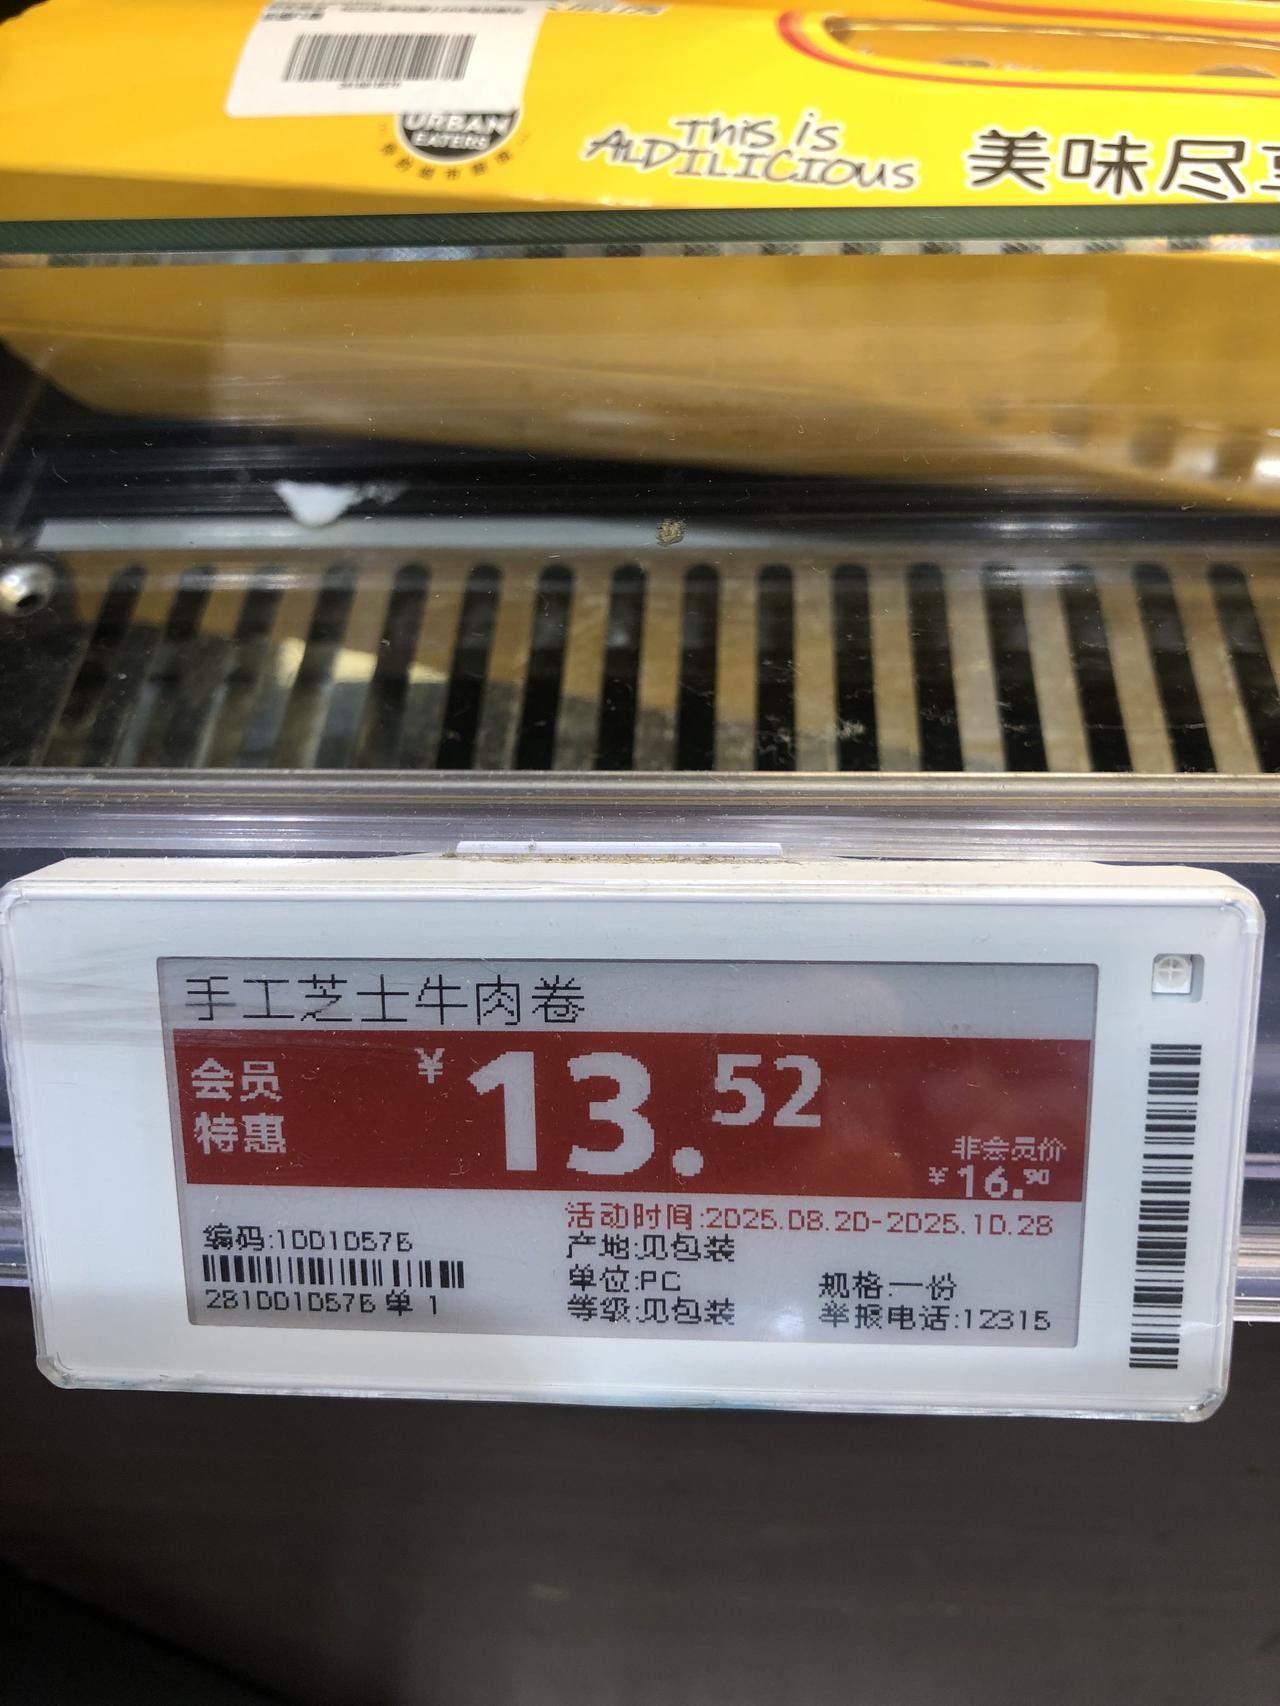 URBAN
EATERS
This is
ALDILICIOUS
美味尽
手工芝士牛肉卷
会员
特惠
¥13.52
非会员价
¥16.90
活动时间:2025.08.20-2025.10.28
编码:10010575
产地:见包装
单位:PC
规格:一份
2810010575 单 1
等级:见包装
举报电话:12315